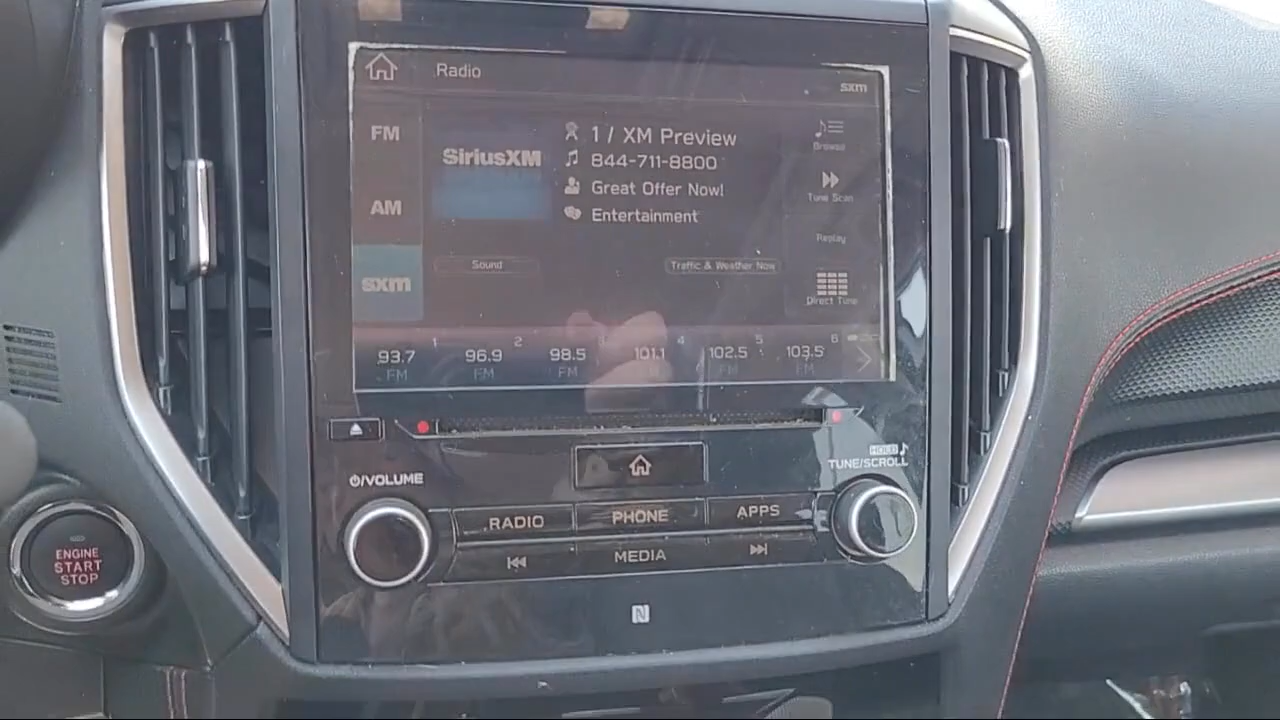 Radio
sxm
FM
AM
sxm
SiriusXM
1 / XM Preview
844-711-8800
Great Offer Now!
Entertainment
Browse
Tune Scan
Replay
Direct Tune
Sound
Traffic & Weather Now
1 2 4 5 6
93.7 96.9 98.5 101.1 102.5 103.5
FM FM FM FM FM
HOLD
TUNE/SCROLL
VOLUME
RADIO PHONE APPS
MEDIA
N
ENGINE
START
STOP